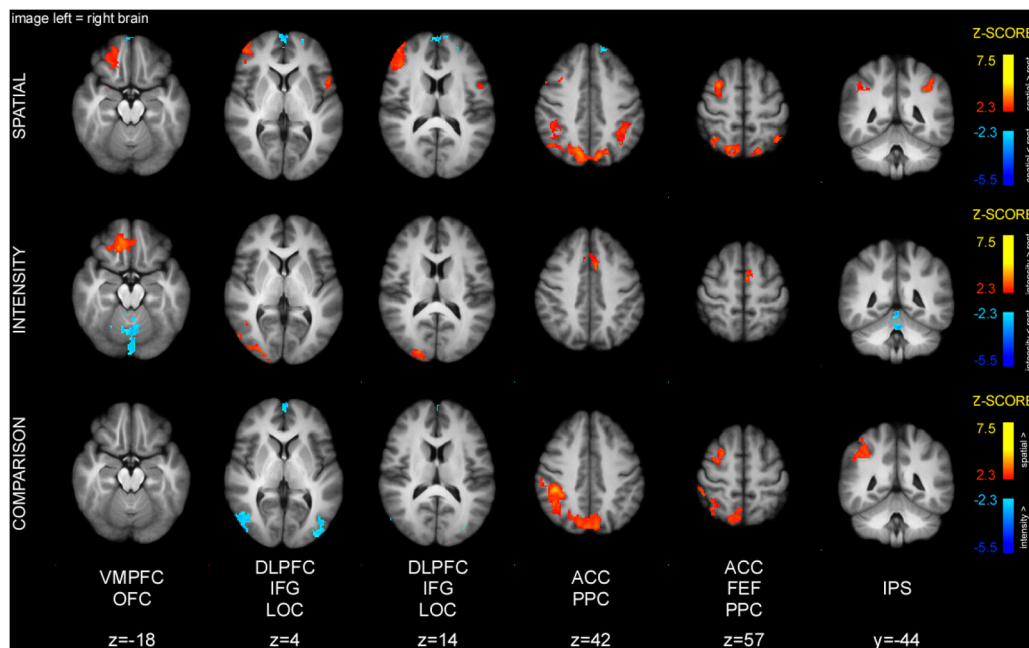 image left = right brain
SPATIAL
Z-SCORE
7.5
2.3
-2.3
-5.5
INTENSITY
Z-SCORE
7.5
2.3
-2.3
-5.5
COMPARISON
Z-SCORE
7.5
spatial >
2.3
-2.3
intensity >
-5.5
VMPFC
OFC
DLPFC
IFG
LOC
DLPFC
IFG
LOC
ACC
PPC
ACC
FEF
PPC
IPS
z=-18
z=4
z=14
z=42
z=57
y=-44